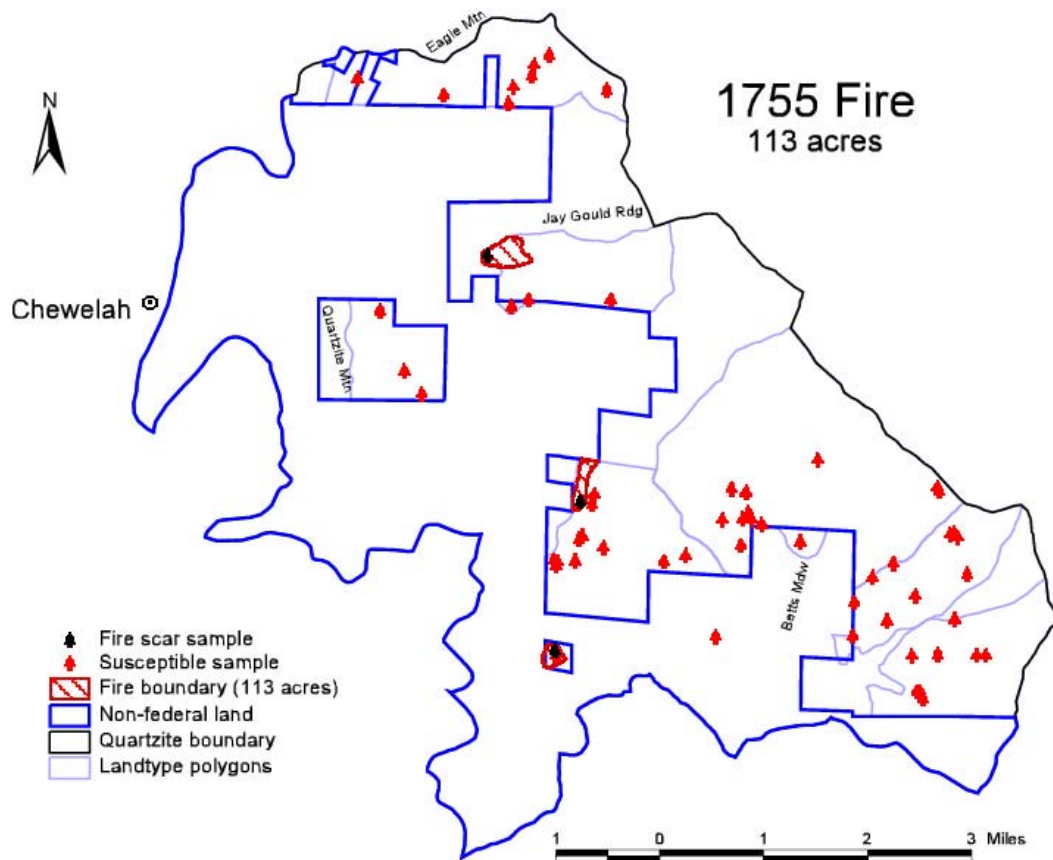 Eagle Mtn
N
1755 Fire
113 acres
Jay Gould Rdg
Chewelah
Quartzite Mtn
Betts Mdw
Fire scar sample
Susceptible sample
Fire boundary (113 acres)
Non-federal land
Quartzite boundary
Landtype polygons
1 0 1 2 3 Miles